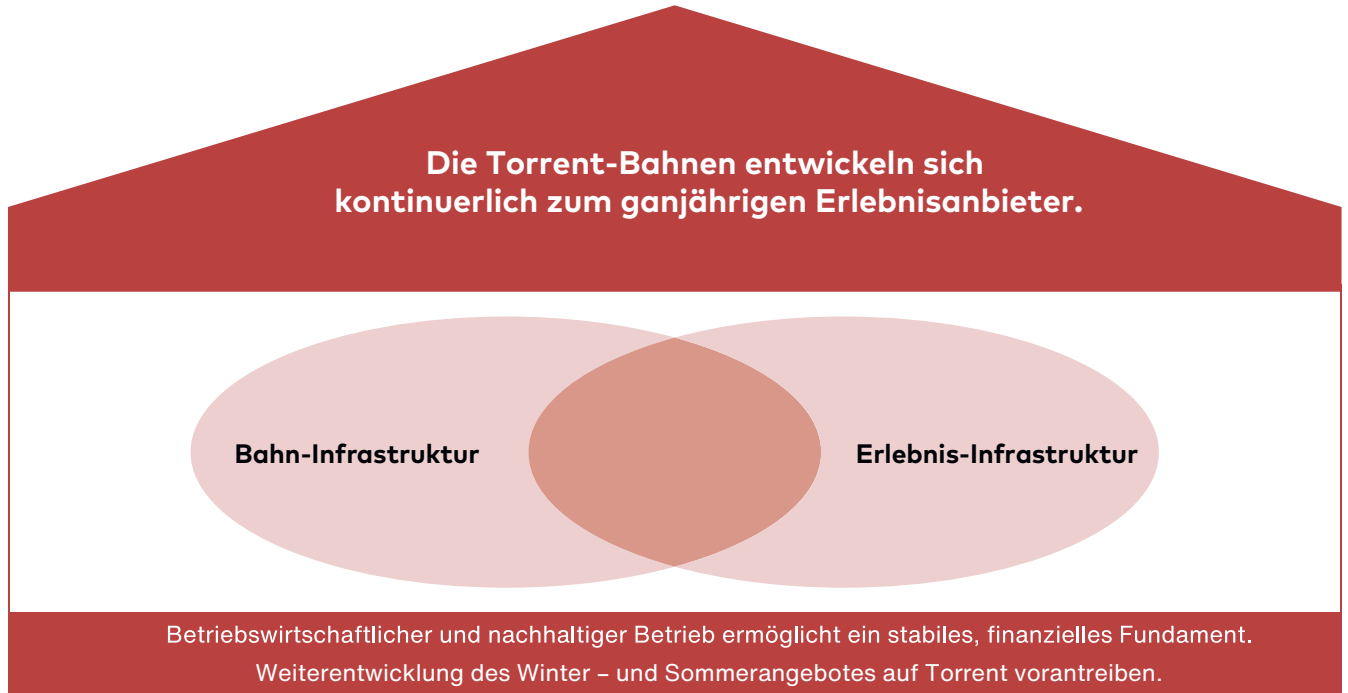 Die Torrent-Bahnen entwickeln sich
kontinuerlich zum ganjährigen Erlebnisanbieter.
Bahn-Infrastruktur
Erlebnis-Infrastruktur
Betriebswirtschaftlicher und nachhaltiger Betrieb ermöglicht ein stabiles, finanzielles Fundament.
Weiterentwicklung des Winter – und Sommerangebotes auf Torrent vorantreiben.